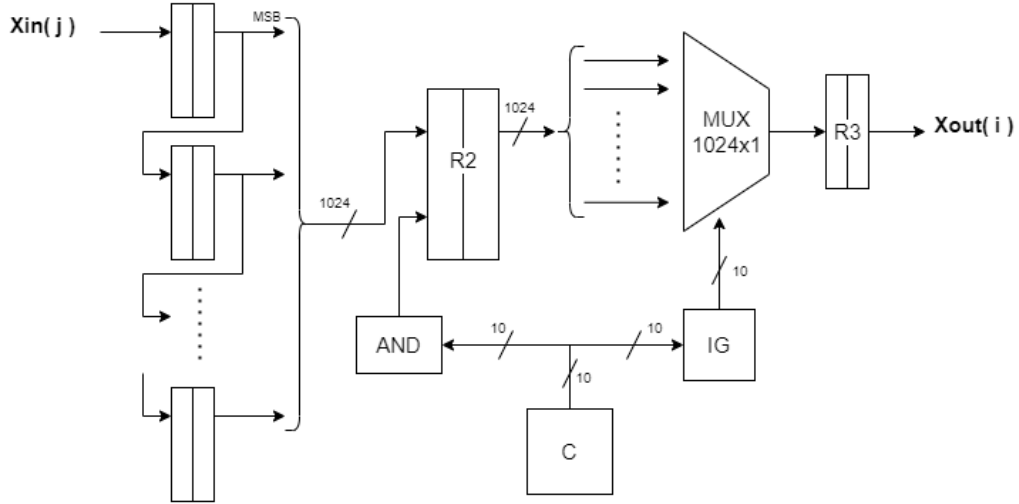 Xin( j )
MSB
1024
R2
1024
MUX
1024x1
R3
Xout( i )
10
AND
10
10
IG
10
C